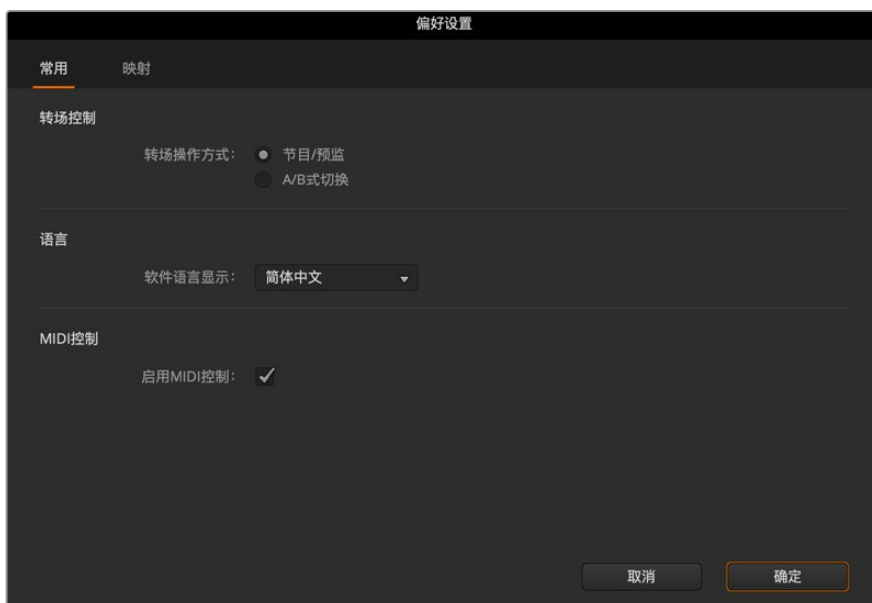 偏好设置
常用 映射
转场控制
转场操作方式： 节目/预监
A/B式切换
语言
软件语言显示： 简体中文
MIDI控制
启用MIDI控制：
取消 确定